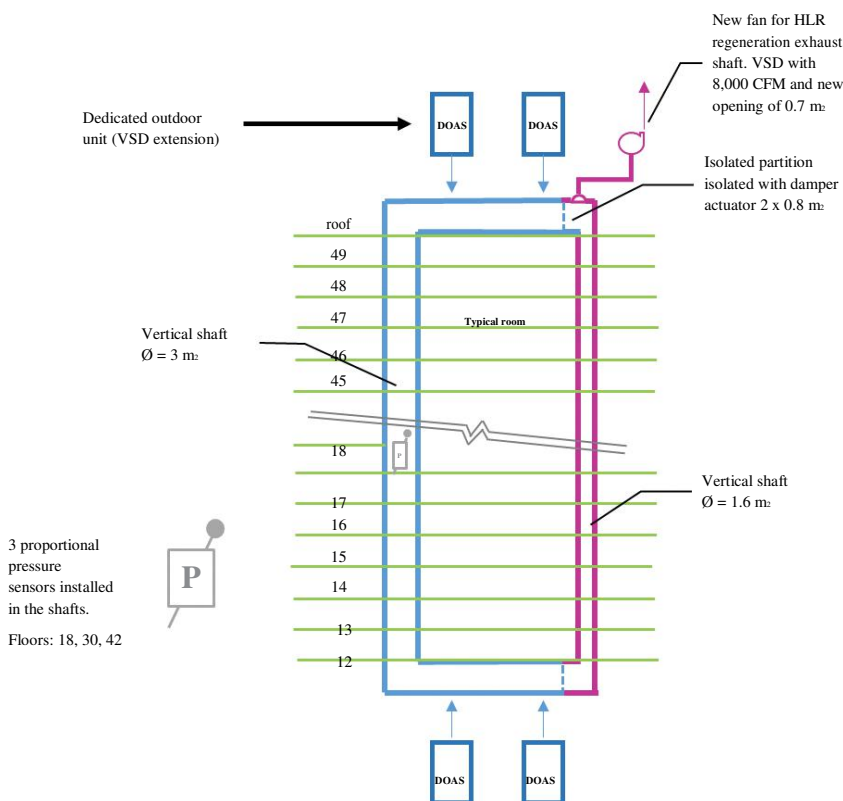 New fan for HLR
regeneration exhaust
shaft. VSD with
8,000 CFM and new
opening of 0.7 m2
Dedicated outdoor
unit (VSD extension)
DOAS
DOAS
Isolated partition
isolated with damper
actuator 2 x 0.8 m2
roof
49
48
47
Typical room
Vertical shaft
Ø = 3 m2
46
45
18
P
Vertical shaft
Ø = 1.6 m2
17
16
15
14
13
12
3 proportional
pressure
sensors installed
in the shafts.
Floors: 18, 30, 42
P
DOAS
DOAS